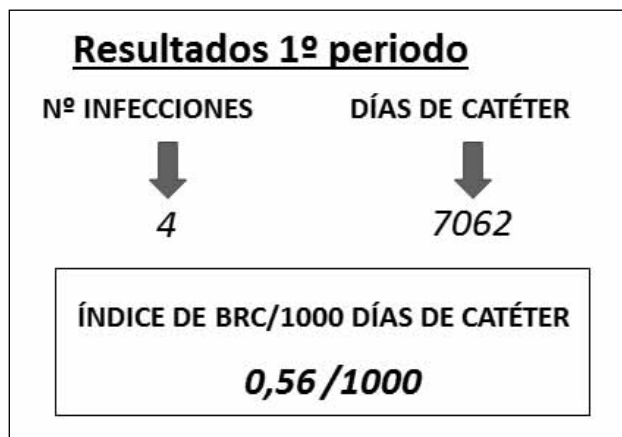 Resultados 1º periodo
Nº INFECCIONES DÍAS DE CATÉTER
4 7062
ÍNDICE DE BRC/1000 DÍAS DE CATÉTER
0,56 /1000